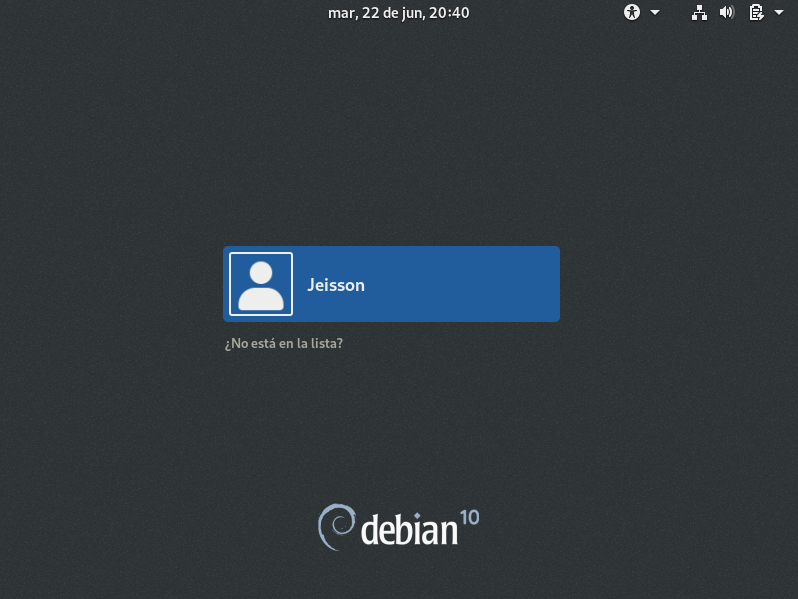 mar, 22 de jun, 20:40
Jeisson
¿No está en la lista?
debian 10